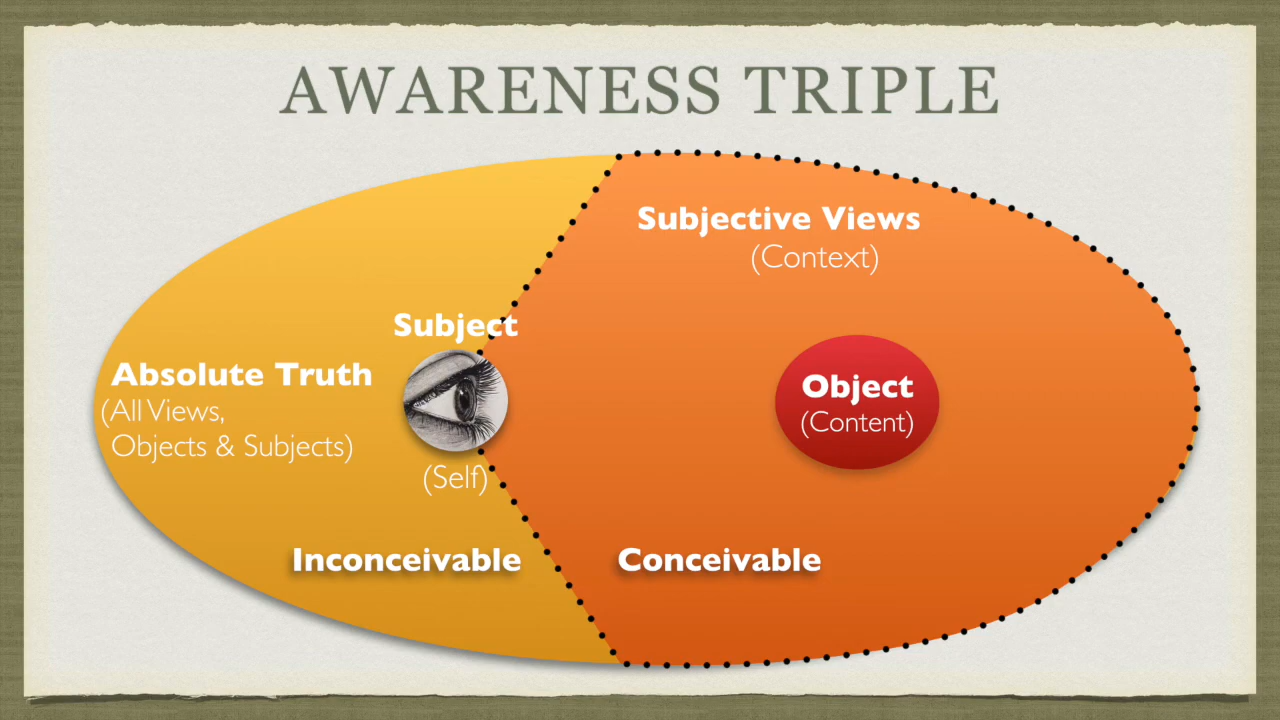 AWARENESS TRIPLE
Subjective Views
(Context)
Subject
Absolute Truth
(All Views,
Objects & Subjects)
(Self)
Object
(Content)
Inconceivable
Conceivable